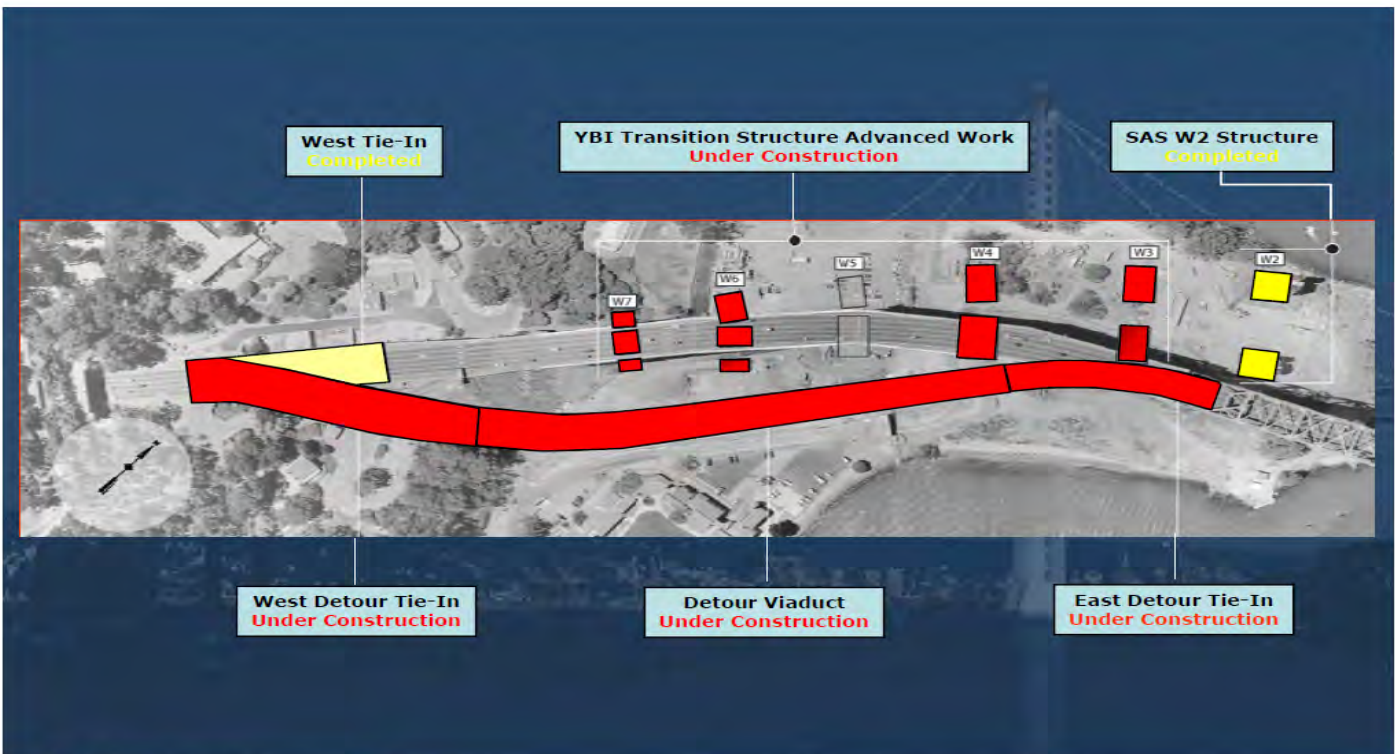 West Tie-In
Completed
YBI Transition Structure Advanced Work
Under Construction
SAS W2 Structure
Completed
W7
W6
W5
W4
W3
W2
West Detour Tie-In
Under Construction
Detour Viaduct
Under Construction
East Detour Tie-In
Under Construction